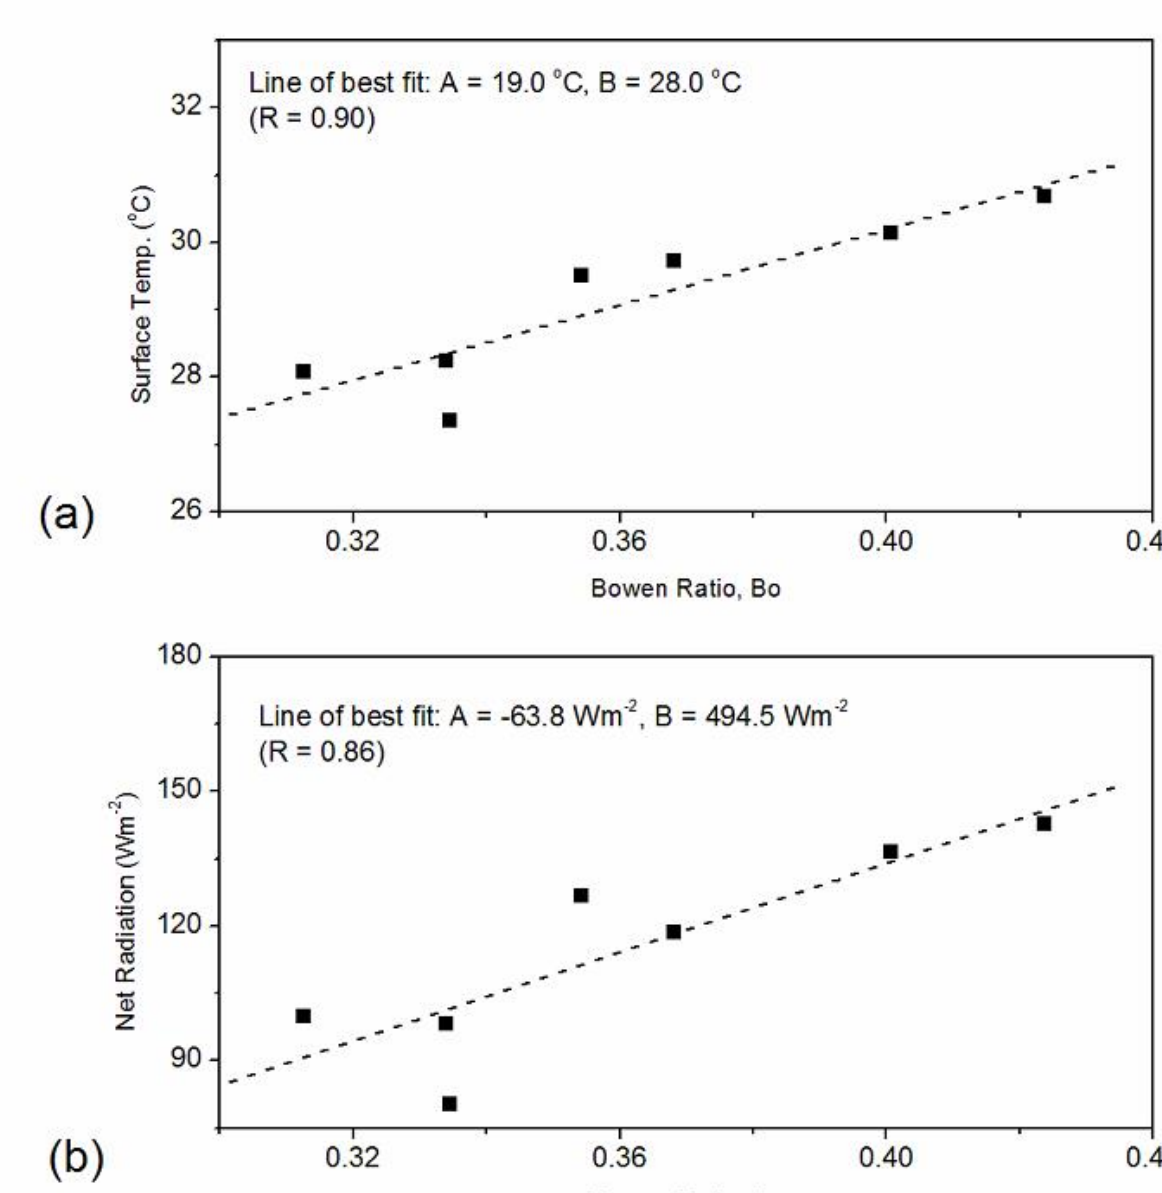 Line of best fit: A = 19.0 °C, B = 28.0 °C
(R = 0.90)
32
30
28
26
Surface Temp. (°C)
(a)
0.32 0.36 0.40 0.4
Bowen Ratio, Bo
180
150
120
90
Line of best fit: A = -63.8 Wm-2, B = 494.5 Wm-2
(R = 0.86)
Net Radiation (Wm-2)
(b)
0.32 0.36 0.40 0.4